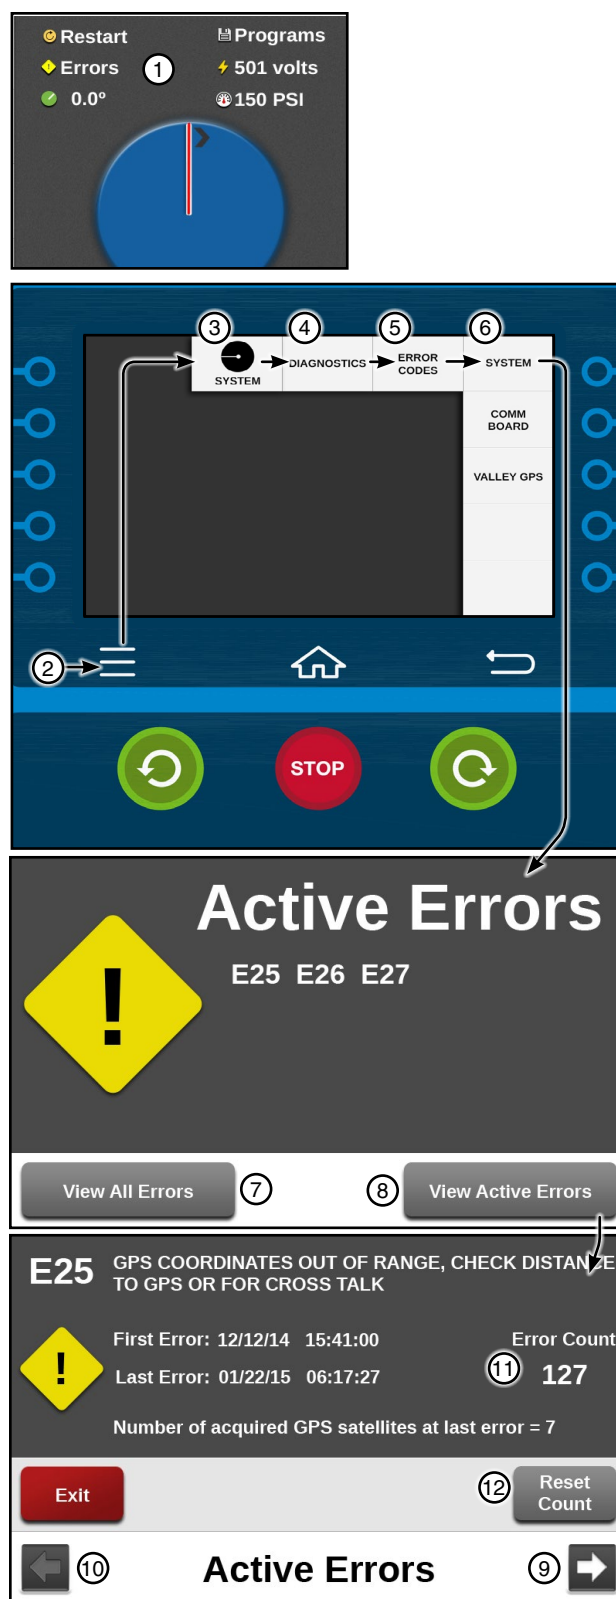 Restart
Programs
Errors
1
501 volts
0.0º
150 PSI
3
4
5
6
SYSTEM
DIAGNOSTICS
ERROR
CODES
SYSTEM
COMM
BOARD
VALLEY GPS
2
STOP
Active Errors
!
E25 E26 E27
View All Errors
7
8
View Active Errors
E25
GPS COORDINATES OUT OF RANGE, CHECK DISTANCE
TO GPS OR FOR CROSS TALK
!
First Error: 12/12/14 15:41:00
Error Count
Last Error: 01/22/15 06:17:27
11
127
Number of acquired GPS satellites at last error = 7
Exit
12
Reset
Count
10
Active Errors
9